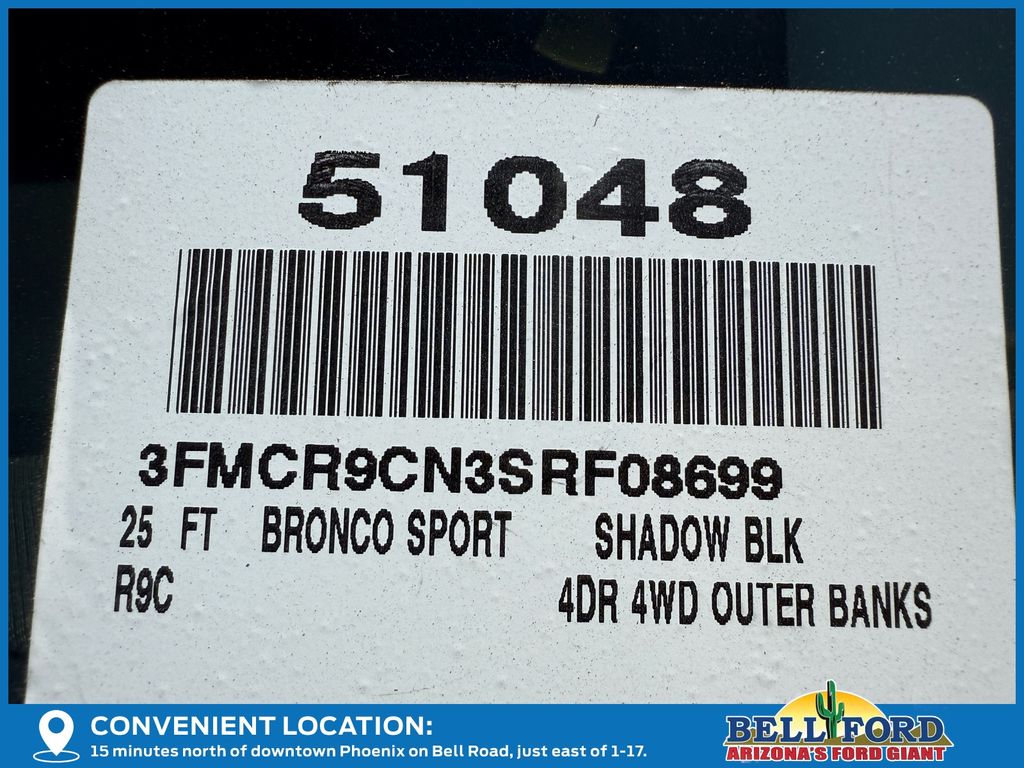 51048
3FMCR9CN3SRF08699
25 FT BRONCO SPORT SHADOW BLK
R9C 4DR 4WD OUTER BANKS
CONVENIENT LOCATION:
15 minutes north of downtown Phoenix on Bell Road, just east of 1-17.
BELL FORD
ARIZONA'S FORD GIANT